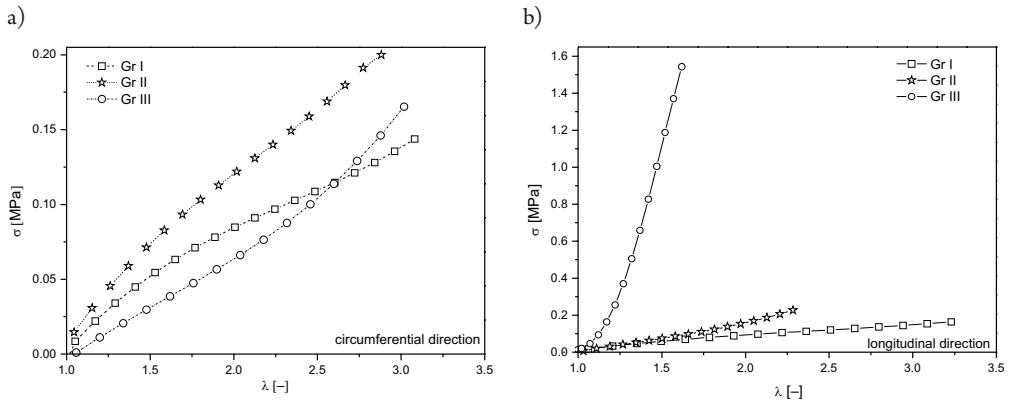 a)
0.20
0.15
0.10
0.05
0.00
σ [MPa]
Gr I
Gr II
Gr III
circumferential direction
1.0 1.5 2.0 2.5 3.0 3.5
λ [–]
b)
1.6
1.4
1.2
1.0
0.8
0.6
0.4
0.2
0.0
σ [MPa]
Gr I
Gr II
Gr III
longitudinal direction
1.0 1.5 2.0 2.5 3.0 3.5
λ [–]